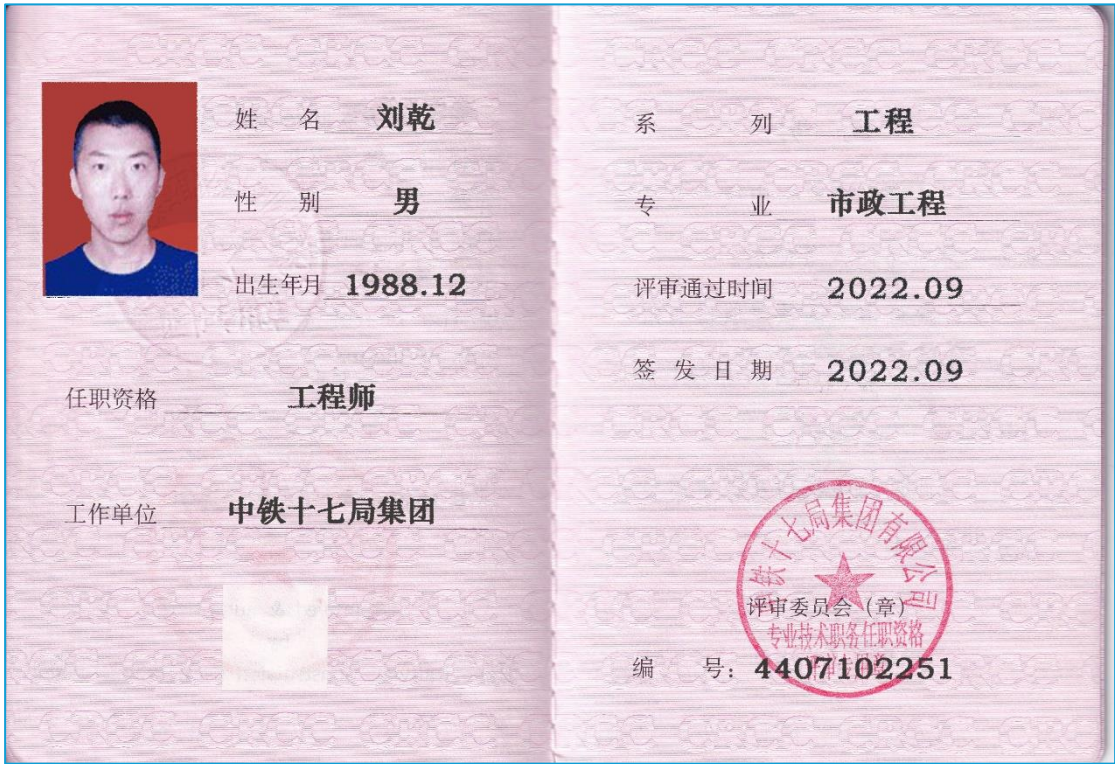 姓 名 刘乾
性 别 男
出生年月 1988.12
任职资格 工程师
工作单位 中铁十七局集团
系 列 工程
专 业 市政工程
评审通过时间 2022.09
签发日期 2022.09
中铁十七局集团有限公司
评审委员会（章）
专业技术职务任职资格
编 号：4407102251